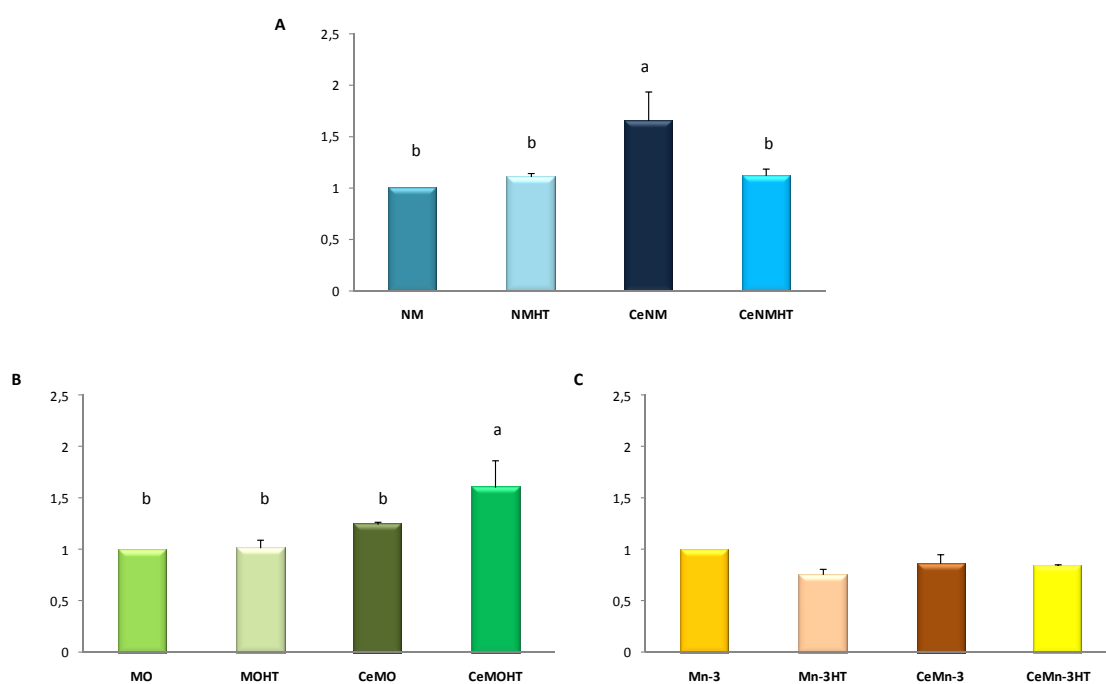 A
2,5
2
1,5
1
0,5
0
a
b
b
b
NM NMHT CeNM CeNMHT
B
2,5
2
1,5
1
0,5
0
a
b b b
MO MOHT CeMO CeMOHT
C
2,5
2
1,5
1
0,5
0
Mn-3 Mn-3HT CeMn-3 CeMn-3HT